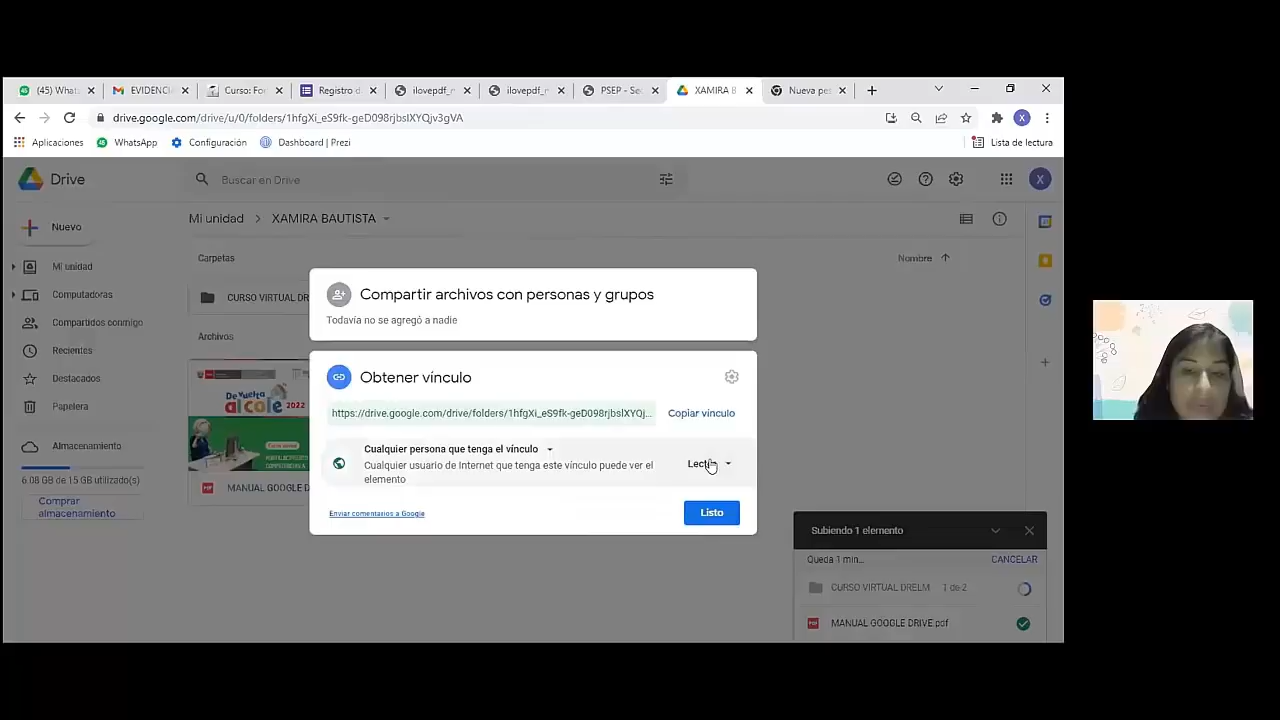 (45) Whats
EVIDENCI
Curso: Fo
Registro d
ilovepdf_n
ilovepdf_n
PSEP - Se
XAMIRA B
Nueva pes
drive.google.com/drive/u/0/folders/1hfgXi_eS9fk-geD098rjbsIXYQjv3gVA
Aplicaciones
WhatsApp
Configuración
Dashboard | Prezi
Lista de lectura
Drive
Buscar en Drive
Nuevo
Mi unidad > XAMIRA BAUTISTA
Mi unidad
Computadoras
Compartidos conmigo
Recientes
Destacados
Papelera
Almacenamiento
6.08 GB de 15 GB utilizado(s)
Comprar
almacenamiento
Carpetas
Nombre
CURSO VIRTUAL DR
Archivos
De vuelta
al cole 2022
MANUAL GOOGLE D
Compartir archivos con personas y grupos
Todavía no se agregó a nadie
Obtener vínculo
https://drive.google.com/drive/folders/1hfgXi_eS9fk-geD098rjbsIXYQj...
Copiar vínculo
Cualquier persona que tenga el vínculo
Cualquier usuario de Internet que tenga este vínculo puede ver el
elemento
Enviar comentarios a Google
Listo
Subiendo 1 elemento
Queda 1 min...
CANCELAR
CURSO VIRTUAL DRELM
1 de 2
MANUAL GOOGLE DRIVE.pdf